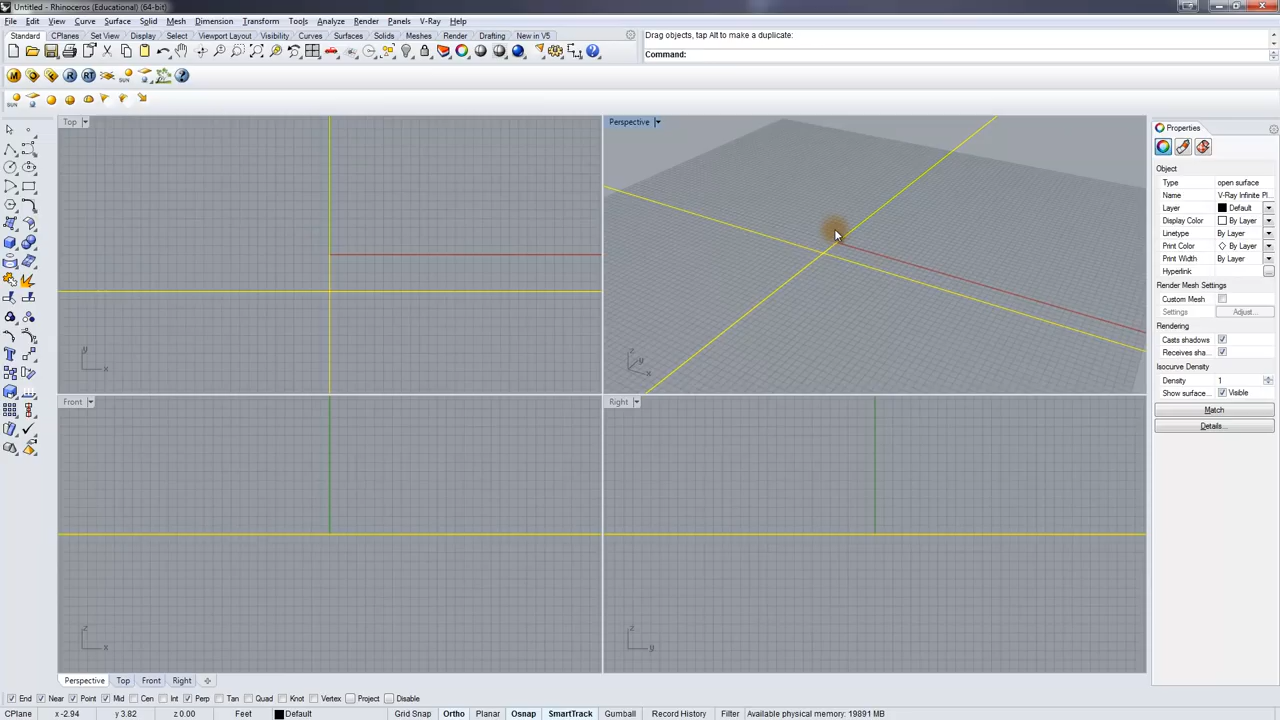 Untitled - Rhinoceros (Educational) (64-bit)
File Edit View Curve Surface Solid Mesh Dimension Transform Tools Analyze Render Panels V-Ray Help
Standard CPlanes Set View Display Select Viewport Layout Visibility Curves Surfaces Solids Meshes Render Drafting New in V5
Drag objects, tap Alt to make a duplicate:
Command:
SUN
SUN
Top
Perspective
Front
Right
y
x
z
y
x
z
x
z
y
Properties
Object
Type open surface
Name V-Ray Infinite Pl...
Layer Default
Display Color By Layer
Linetype By Layer
Print Color By Layer
Print Width By Layer
Hyperlink
Render Mesh Settings
Custom Mesh
Settings Adjust...
Rendering
Casts shadows
Receives sha...
Isocurve Density
Density 1
Show surface... Visible
Match
Details...
Perspective Top Front Right
End Near Point Mid Cen Int Perp Tan Quad Knot Vertex Project Disable
CPlane x -2.94 y 3.82 z 0.00 Feet Default Grid Snap Ortho Planar Osnap SmartTrack Gumball Record History Filter Available physical memory: 19891 MB